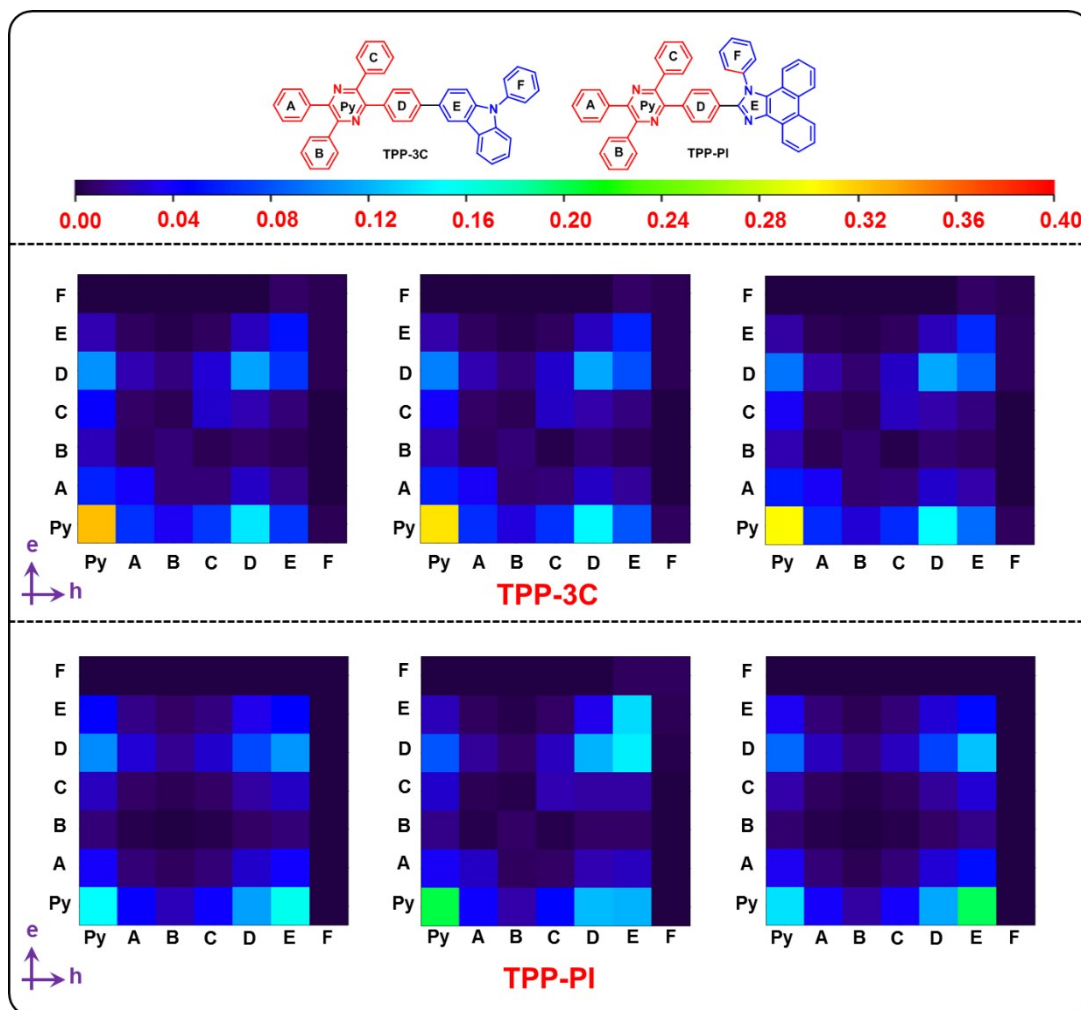 C
N
A
Py
D
E
N
F
N
B
TPP-3C
C
F
N
N
A
Py
D
E
N
N
B
TPP-PI
0.00 0.04 0.08 0.12 0.16 0.20 0.24 0.28 0.32 0.36 0.40
F F F
E E E
D D D
C C C
B B B
A A A
Py Py Py
Py A B C D E F Py A B C D E F Py A B C D E F
e
h
TPP-3C
F F F
E E E
D D D
C C C
B B B
A A A
Py Py Py
Py A B C D E F Py A B C D E F Py A B C D E F
e
h
TPP-PI